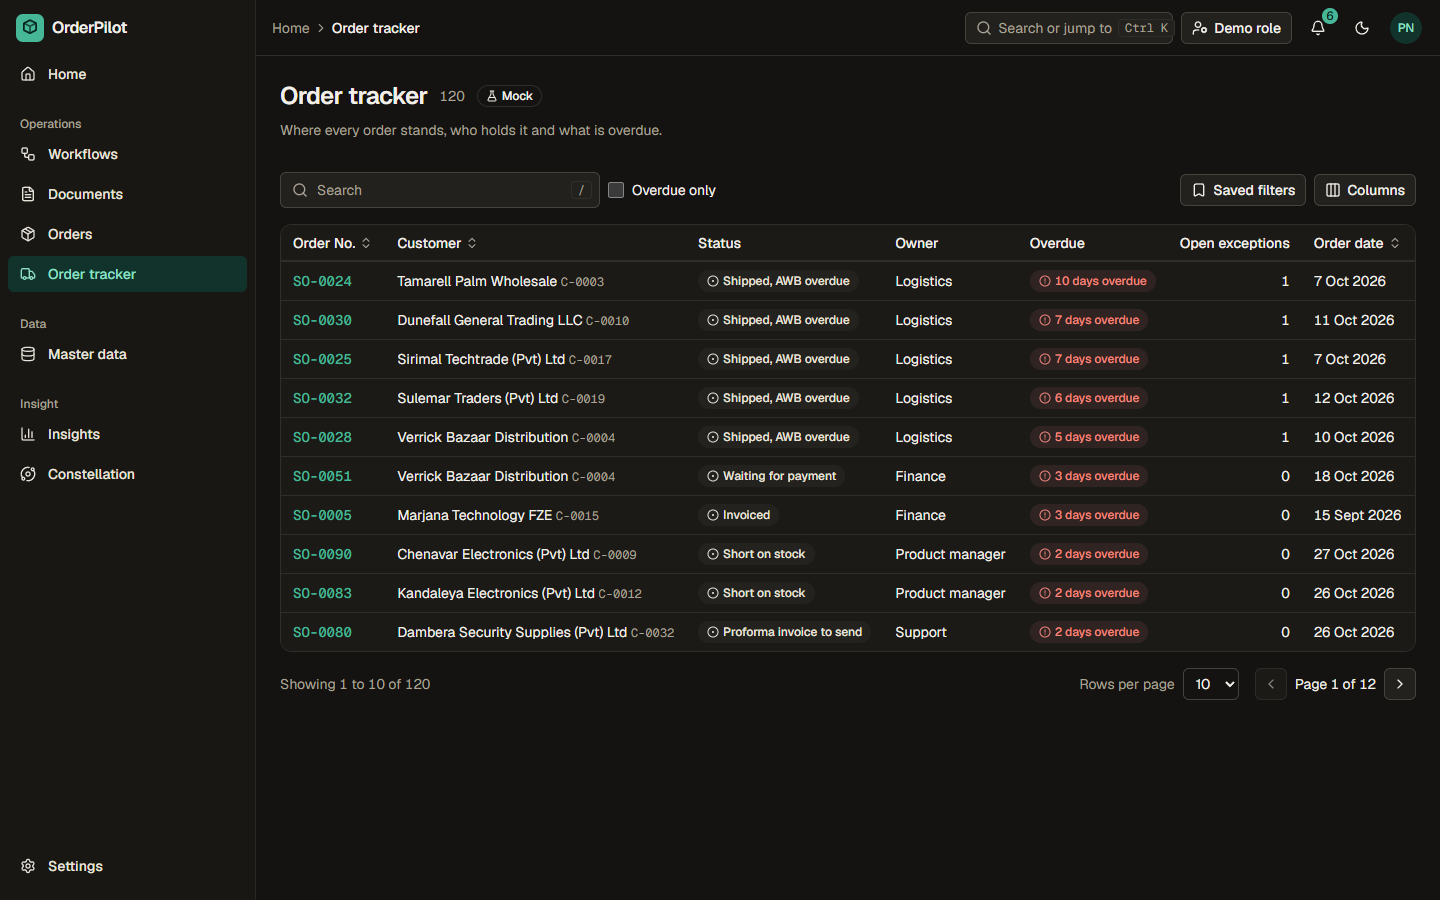 OrderPilot
Home
Operations
Workflows
Documents
Orders
Order tracker
Data
Master data
Insight
Insights
Constellation
Settings
Home > Order tracker
Search or jump to Ctrl K
Demo role
6
PN
Order tracker 120 Mock
Where every order stands, who holds it and what is overdue.
Search /
Overdue only
Saved filters
Columns
Order No. Customer Status Owner Overdue Open exceptions Order date
SO-0024 Tamarell Palm Wholesale C-0003 Shipped, AWB overdue Logistics 10 days overdue 1 7 Oct 2026
SO-0030 Dunefall General Trading LLC C-0010 Shipped, AWB overdue Logistics 7 days overdue 1 11 Oct 2026
SO-0025 Sirimal Techtrade (Pvt) Ltd C-0017 Shipped, AWB overdue Logistics 7 days overdue 1 7 Oct 2026
SO-0032 Sulemar Traders (Pvt) Ltd C-0019 Shipped, AWB overdue Logistics 6 days overdue 1 12 Oct 2026
SO-0028 Verrick Bazaar Distribution C-0004 Shipped, AWB overdue Logistics 5 days overdue 1 10 Oct 2026
SO-0051 Verrick Bazaar Distribution C-0004 Waiting for payment Finance 3 days overdue 0 18 Oct 2026
SO-0005 Marjana Technology FZE C-0015 Invoiced Finance 3 days overdue 0 15 Sept 2026
SO-0090 Chenavar Electronics (Pvt) Ltd C-0009 Short on stock Product manager 2 days overdue 0 27 Oct 2026
SO-0083 Kandaleya Electronics (Pvt) Ltd C-0012 Short on stock Product manager 2 days overdue 0 26 Oct 2026
SO-0080 Dambera Security Supplies (Pvt) Ltd C-0032 Proforma invoice to send Support 2 days overdue 0 26 Oct 2026
Showing 1 to 10 of 120
Rows per page 10
Page 1 of 12